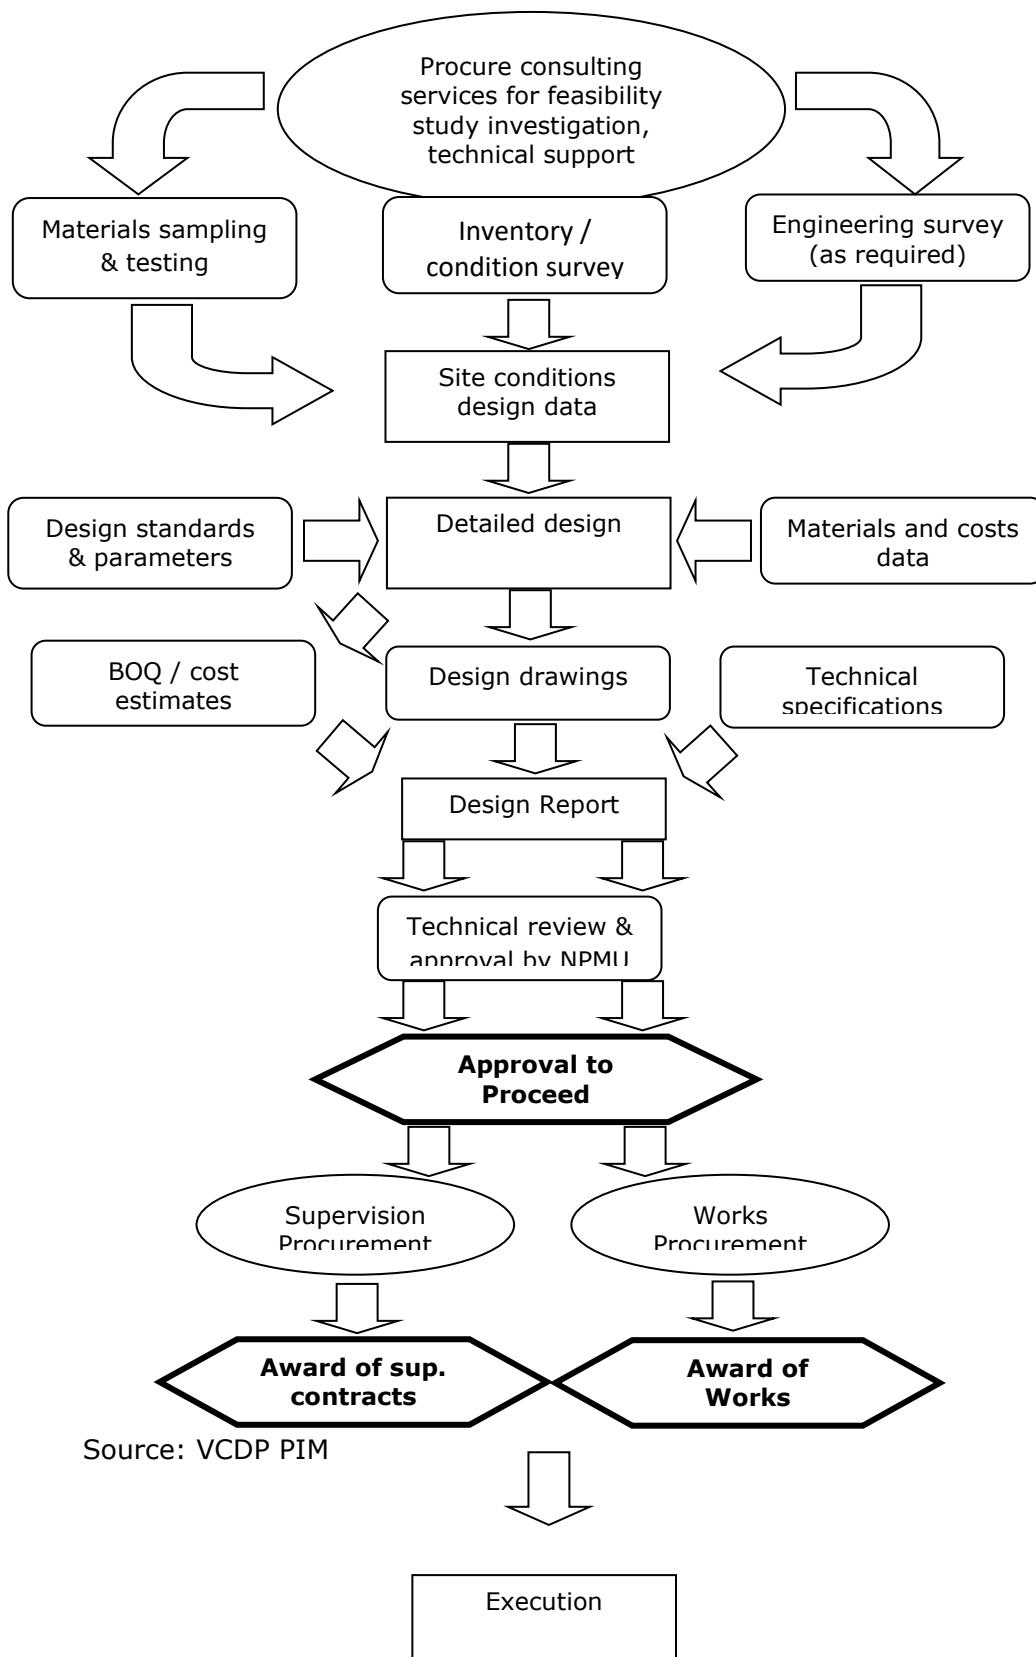 Procure consulting
services for feasibility
study investigation,
technical support
Materials sampling
& testing
Inventory /
condition survey
Engineering survey
(as required)
Site conditions
design data
Design standards
& parameters
Detailed design
Materials and costs
data
BOQ / cost
estimates
Design drawings
Technical
specifications
Design Report
Technical review &
approval by NPMU
Approval to
Proceed
Supervision
Procurement
Works
Procurement
Award of sup.
contracts
Award of
Works
Source: VCDP PIM
Execution